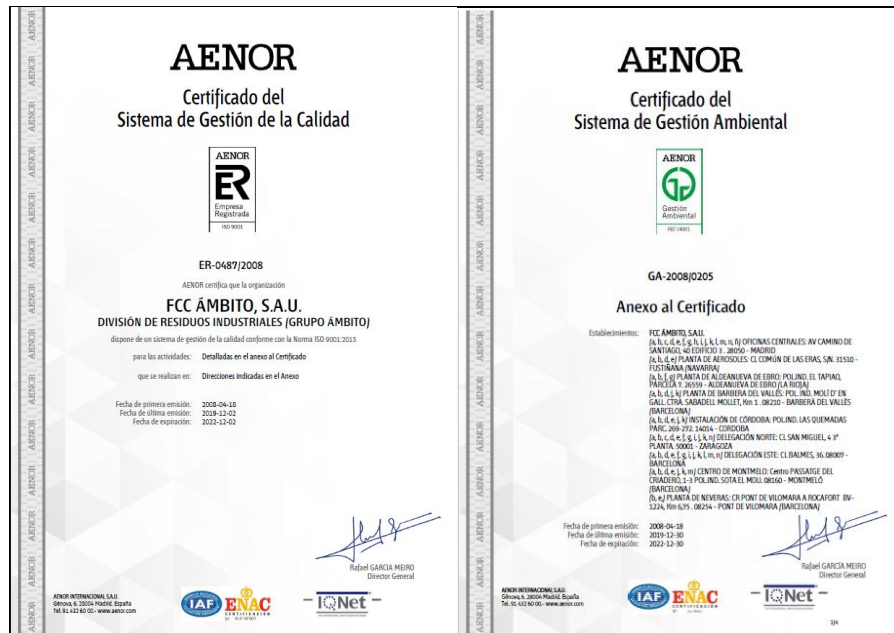 AENOR
Certificado del
Sistema de Gestión de la Calidad
AENOR
ER
Empresa
Registrada
ISO 9001
ER-0487/2008
AENOR certifica que la organización
FCC ÁMBITO, S.A.U.
DIVISIÓN DE RESIDUOS INDUSTRIALES (GRUPO ÁMBITO)
dispone de un sistema de gestión de la calidad conforme con la Norma ISO 9001:2015
para las actividades: Detalladas en el anexo al Certificado
que se realizan en: Direcciones indicadas en el Anexo
Fecha de primera emisión: 2008-04-18
Fecha de última emisión: 2019-12-02
Fecha de expiración: 2022-12-02
Rafael GARCÍA MEIRO
Director General
AENOR INTERNACIONAL S.A.U.
Génova, 6. 28004 Madrid. España
Tel. 91 432 60 00.- www.aenor.com
IAF
ENAC
CERTIFICACIÓN
IQNet
AENOR
Certificado del
Sistema de Gestión Ambiental
AENOR
Gestión
Ambiental
ISO 14001
GA-2008/0205
Anexo al Certificado
Establecimientos: FCC ÁMBITO, S.A.U.
OFICINAS CENTRALES: AV CAMINO DE
SANTIAGO, 40 EDIFICIO 3 . 28050 - MADRID
(a, b, d, e) PLANTA DE AEROSOLES: CL COMÚN DE LAS ERAS, S/N. 31510 -
FUSTIÑANA (NAVARRA)
(a, b, f, g) PLANTA DE ALDEANUEVA DE EBRO: POL.IND. EL TAPIAO,
PARCELA 7. 26559 - ALDEANUEVA DE EBRO (LA RIOJA)
(a, b, d, j, k) PLANTA DE BARBERÀ DEL VALLÈS: POL. IND. MOLÍ D' EN
GALL. CTRA. SABADELL MOLLET, Km 1 . 08210 - BARBERÀ DEL VALLÈS
(BARCELONA)
(a, b, d, e, j, k) INSTALACIÓN DE CÓRDOBA: POL.IND. LAS QUEMADAS
PARC. 269-272. 14014 - CORDOBA
DELEGACIÓN NORTE: CL SAN MIGUEL, 4 3ª
PLANTA. 50001 - ZARAGOZA
DELEGACIÓN ESTE: CL BALMES, 36. 08007 -
BARCELONA
(a, b, d, e, j, k, m) CENTRO DE MONTMELO: Centro PASSATGE DEL
CRIADERO, 1-3 POL.IND. SOTA EL MOLI. 08160 - MONTMELÓ
(BARCELONA)
(b, e,) PLANTA DE NEVERAS: CR PONT DE VILOMARA A ROCAFORT BV-
1224, Km 6,75 . 08254 - PONT DE VILOMARA (BARCELONA)
Fecha de primera emisión: 2008-04-18
Fecha de última emisión: 2019-12-30
Fecha de expiración: 2022-12-30
Rafael GARCÍA MEIRO
Director General
AENOR INTERNACIONAL S.A.U.
Génova, 6. 28004 Madrid. España
Tel. 91 432 60 00.- www.aenor.com
IAF
ENAC
CERTIFICACIÓN
IQNet
1/4